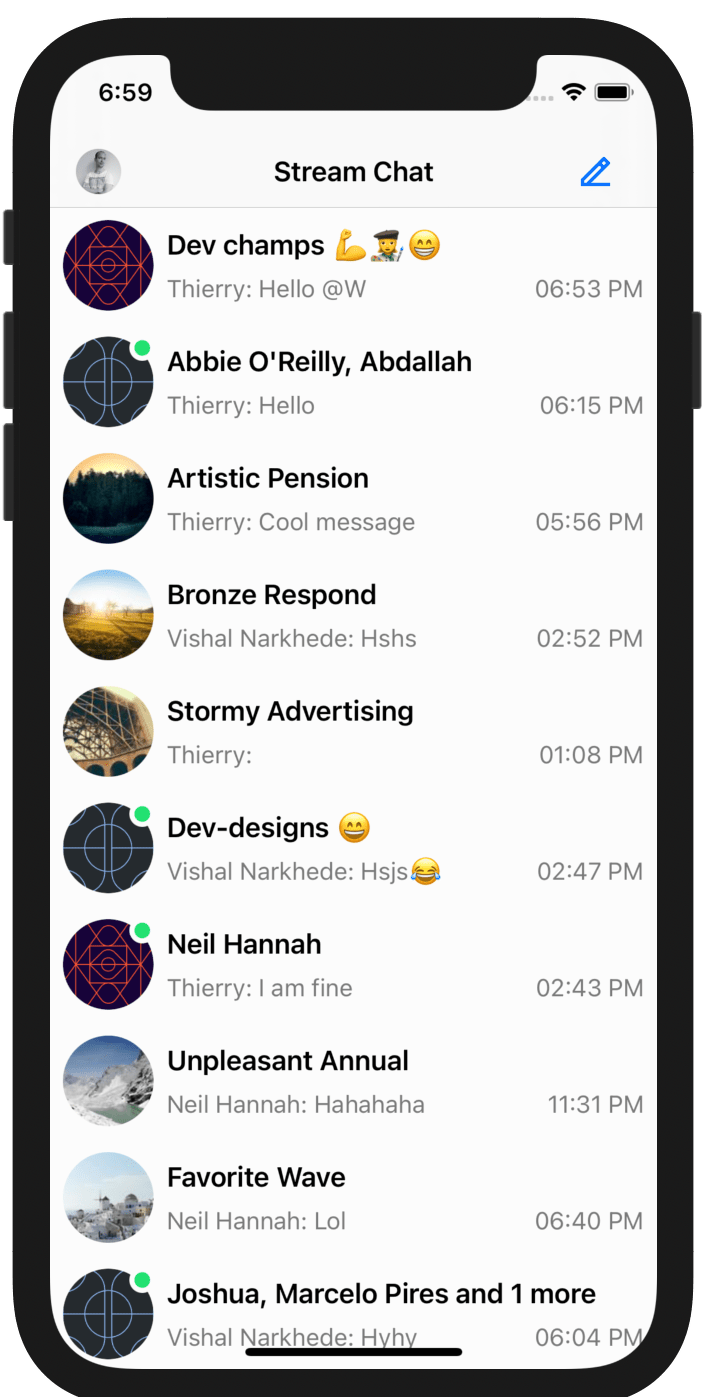 6:59
Stream Chat
Dev champs 💪👩‍🎨😁
Thierry: Hello @W 06:53 PM
Abbie O'Reilly, Abdallah
Thierry: Hello 06:15 PM
Artistic Pension
Thierry: Cool message 05:56 PM
Bronze Respond
Vishal Narkhede: Hshs 02:52 PM
Stormy Advertising
Thierry: 01:08 PM
Dev-designs 😄
Vishal Narkhede: Hsjs😂 02:47 PM
Neil Hannah
Thierry: I am fine 02:43 PM
Unpleasant Annual
Neil Hannah: Hahahaha 11:31 PM
Favorite Wave
Neil Hannah: Lol 06:40 PM
Joshua, Marcelo Pires and 1 more
Vishal Narkhede: Hyhy 06:04 PM